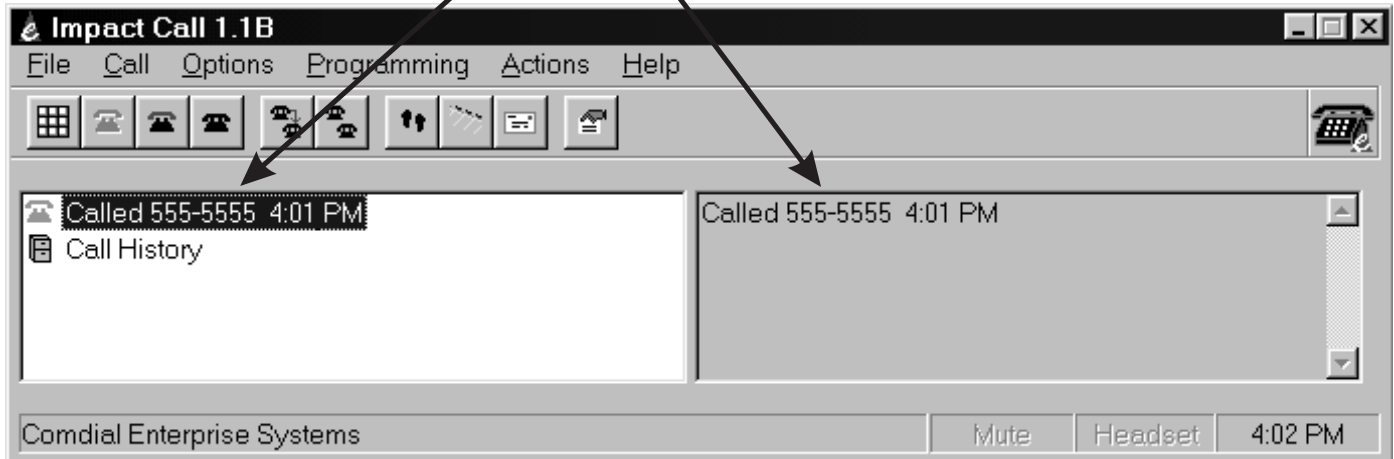 Impact Call 1.1B
File Call Options Programming Actions Help
Called 555-5555 4:01 PM
Call History
Called 555-5555 4:01 PM
Comdial Enterprise Systems
Mute
Headset
4:02 PM